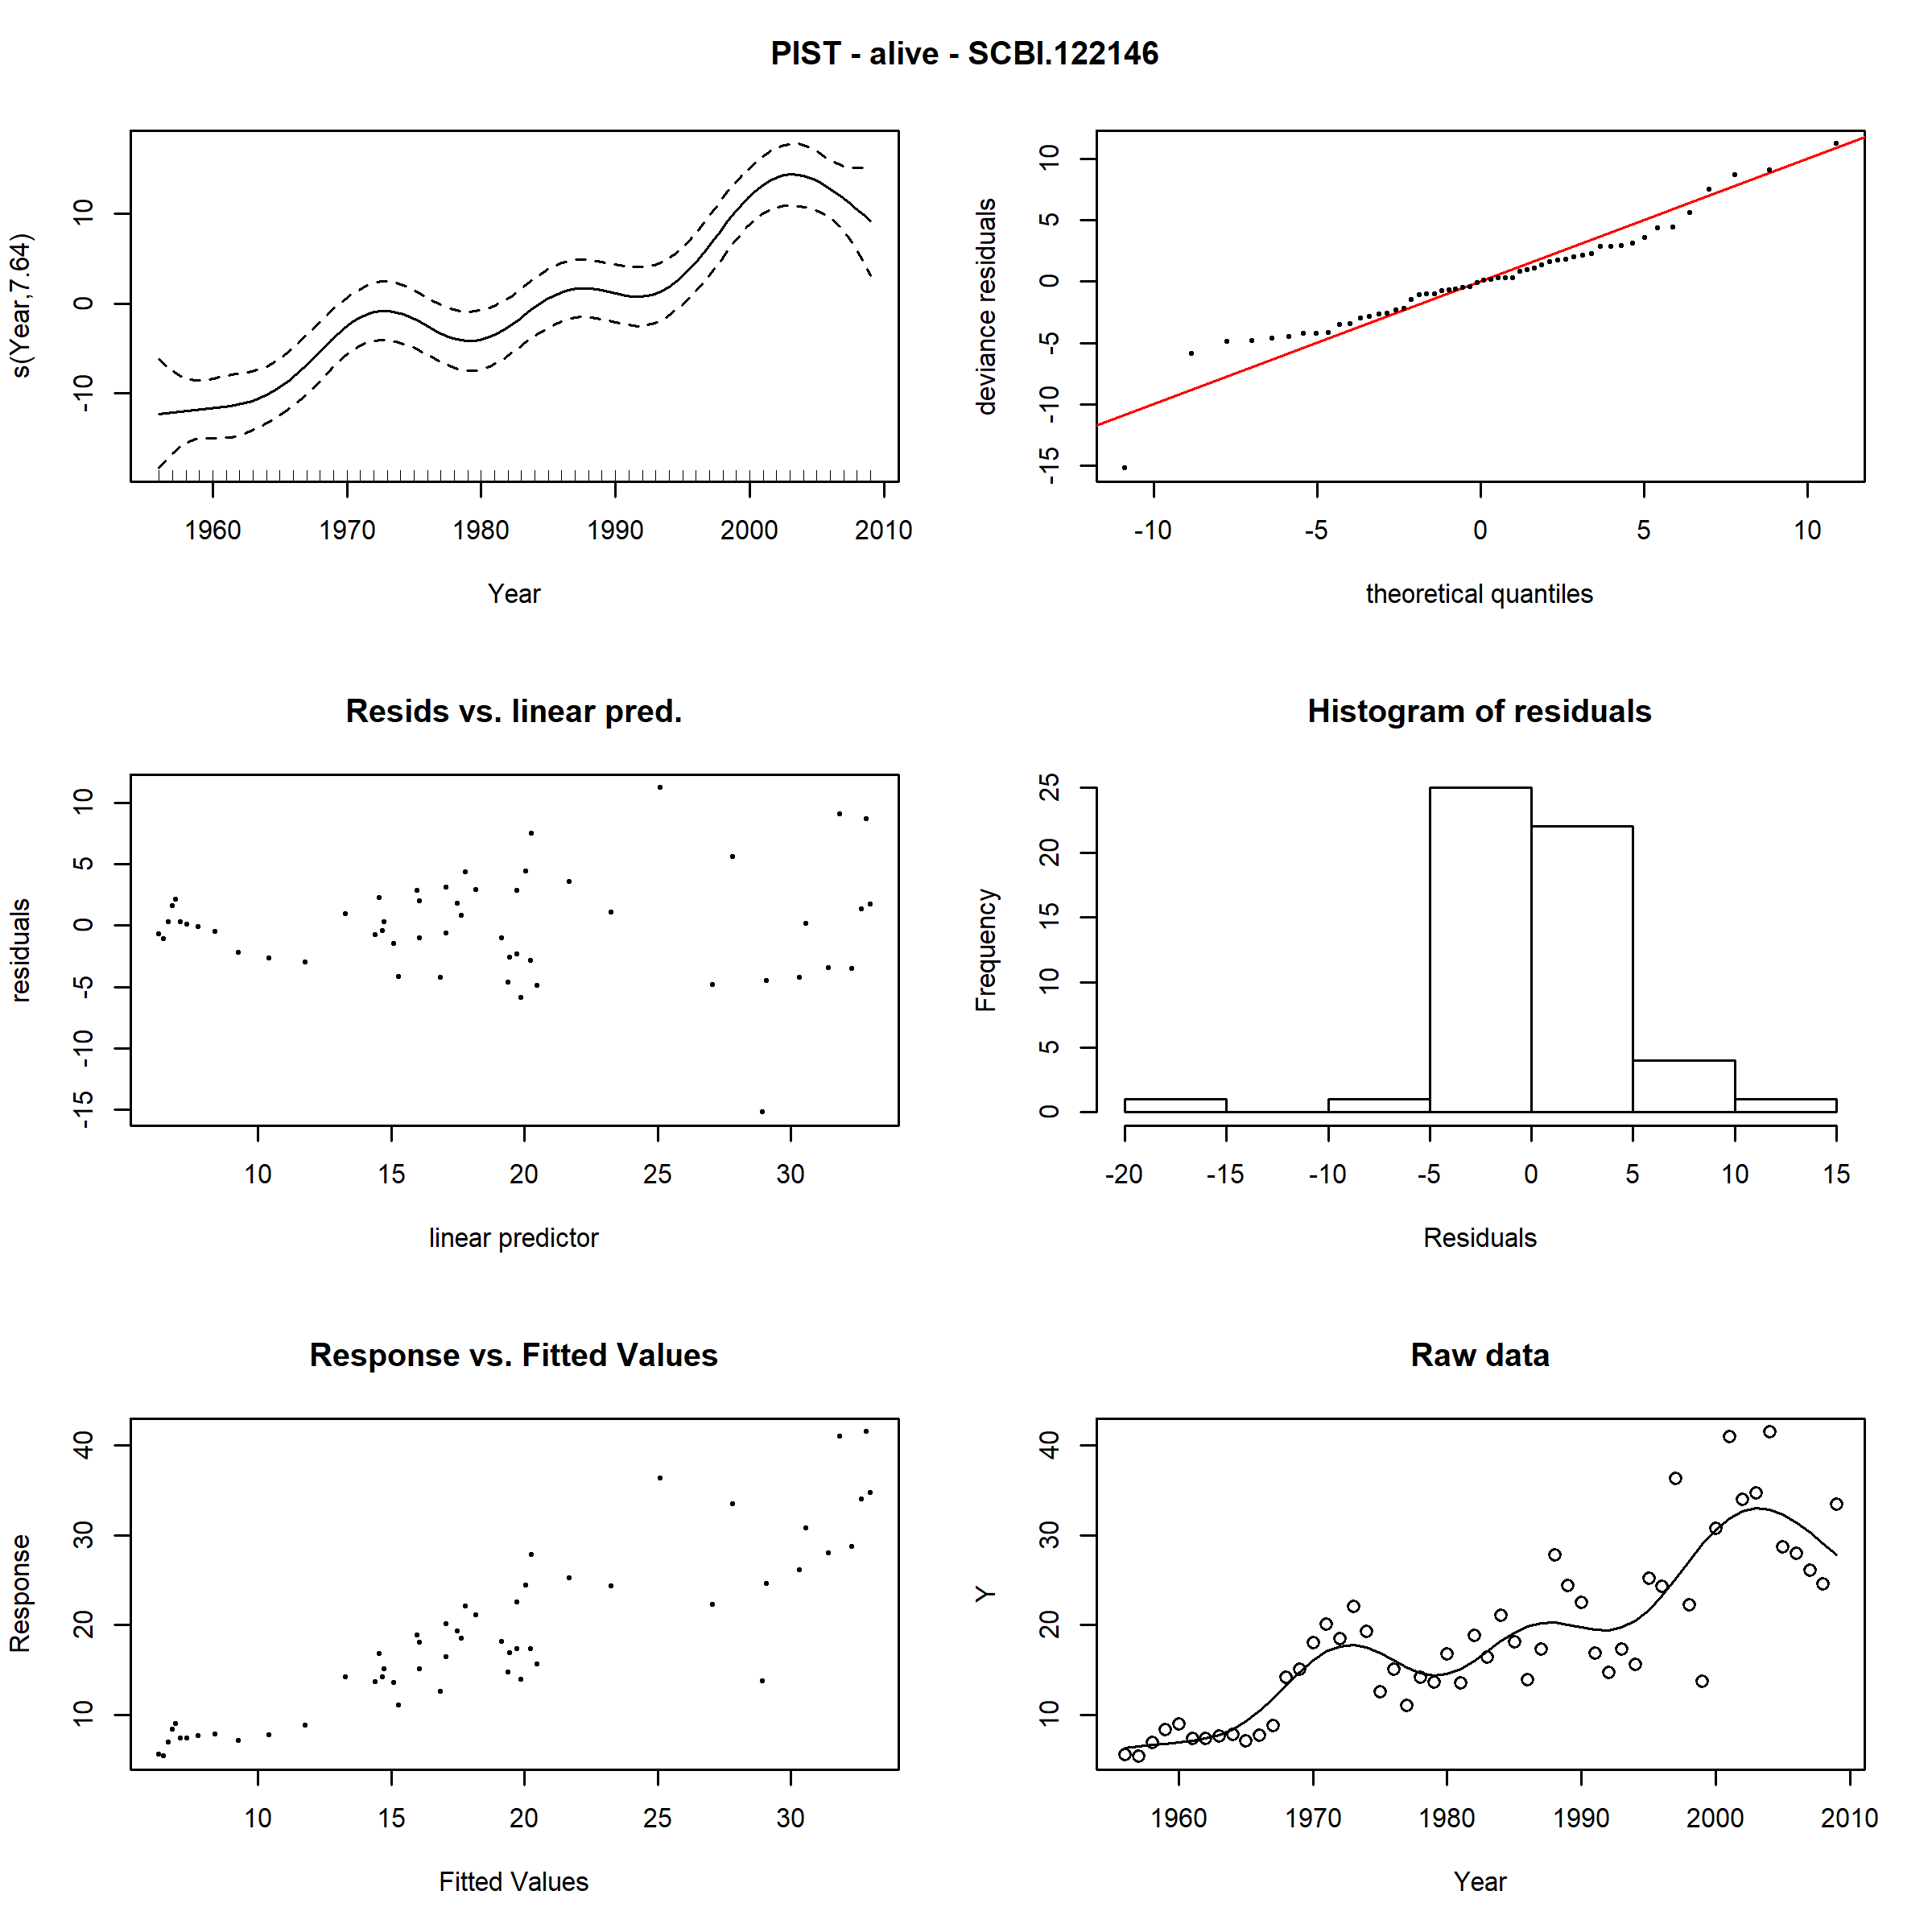 PIST - alive - SCBI.122146
s(Year,7.64)
10
0
-10
1960 1970 1980 1990 2000 2010
Year
deviance residuals
10
5
0
-5
-10
-15
-10 -5 0 5 10
theoretical quantiles
Resids vs. linear pred.
residuals
10
5
0
-5
-10
-15
10 15 20 25 30
linear predictor
Histogram of residuals
Frequency
25
20
15
10
5
0
-20 -15 -10 -5 0 5 10 15
Residuals
Response vs. Fitted Values
Response
40
30
20
10
10 15 20 25 30
Fitted Values
Raw data
Y
40
30
20
10
1960 1970 1980 1990 2000 2010
Year